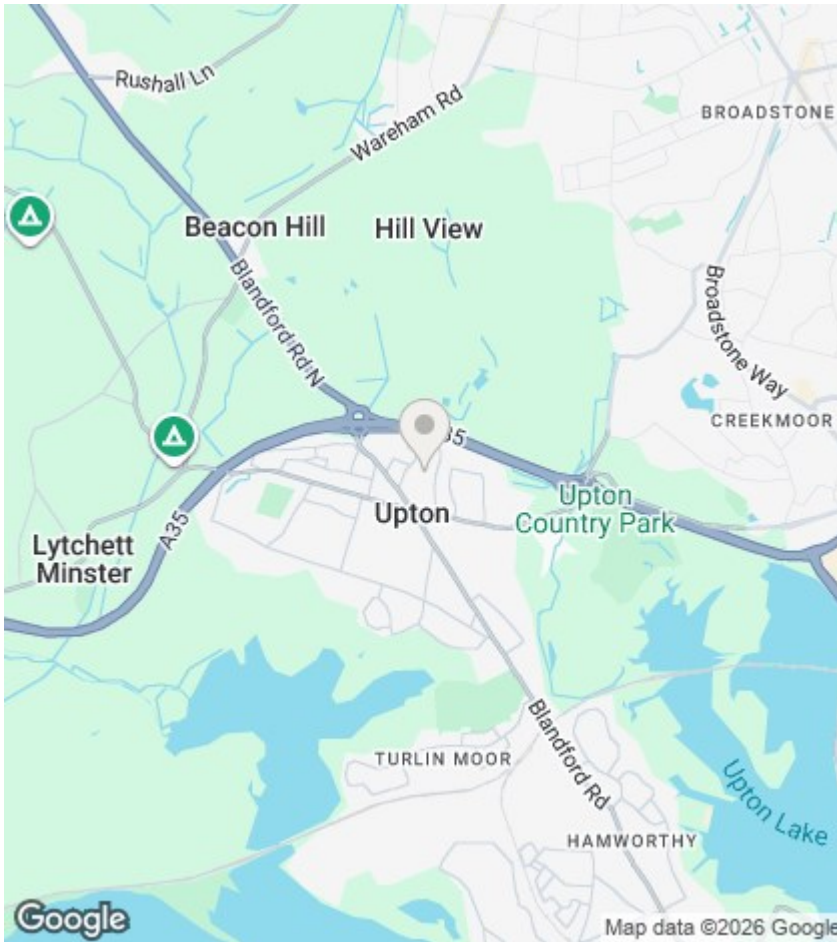 Rushall Ln
Wareham Rd
BROADSTONE
Beacon Hill
Hill View
Blandford Rd N
Broadstone Way
CREEKMOOR
35
Upton
Country Park
Upton
A35
Lytchett
Minster
Blandford Rd
TURLIN MOOR
Upton Lake
HAMWORTHY
Google
Map data ©2026 Google